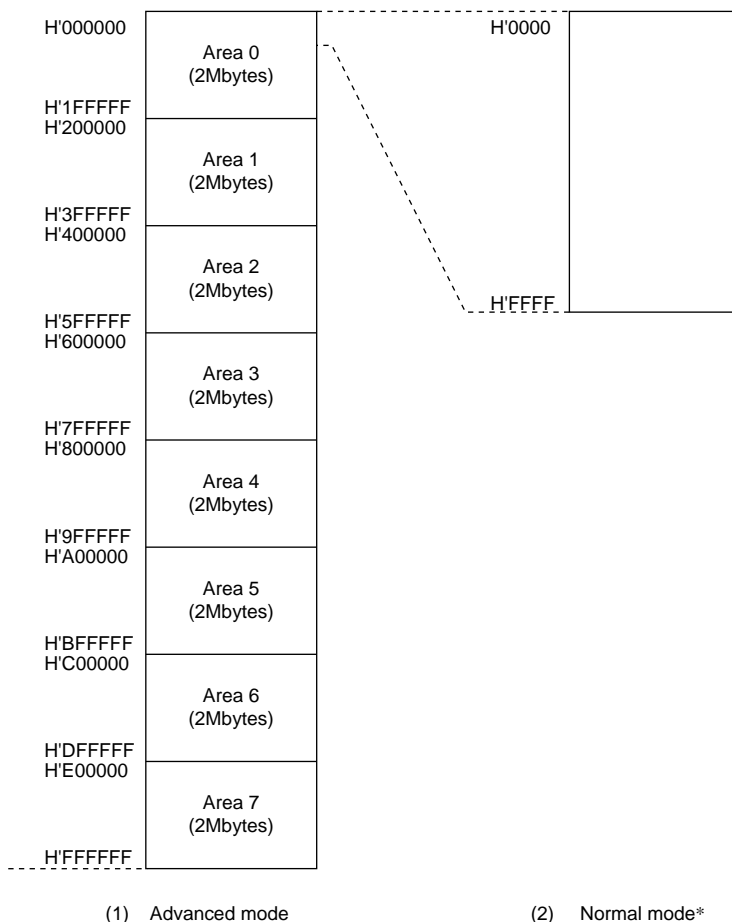 H'000000
Area 0
(2Mbytes)
H'1FFFFF
H'200000
Area 1
(2Mbytes)
H'3FFFFF
H'400000
Area 2
(2Mbytes)
H'5FFFFF
H'600000
Area 3
(2Mbytes)
H'7FFFFF
H'800000
Area 4
(2Mbytes)
H'9FFFFF
H'A00000
Area 5
(2Mbytes)
H'BFFFFF
H'C00000
Area 6
(2Mbytes)
H'DFFFFF
H'E00000
Area 7
(2Mbytes)
H'FFFFFF
(1) Advanced mode
H'0000
H'FFFF
(2) Normal mode*